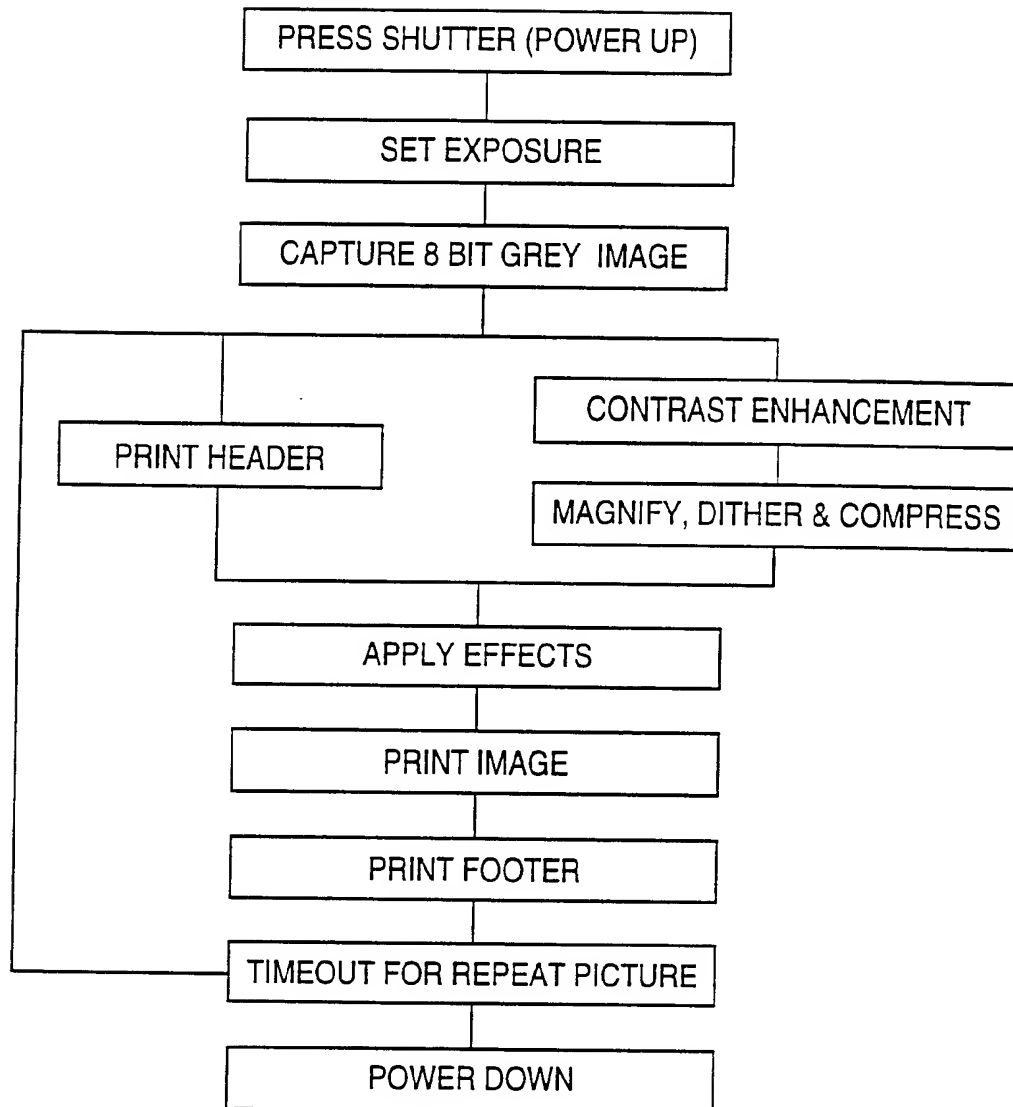 PRESS SHUTTER (POWER UP)
SET EXPOSURE
CAPTURE 8 BIT GREY IMAGE
CONTRAST ENHANCEMENT
PRINT HEADER
MAGNIFY, DITHER & COMPRESS
APPLY EFFECTS
PRINT IMAGE
PRINT FOOTER
TIMEOUT FOR REPEAT PICTURE
POWER DOWN